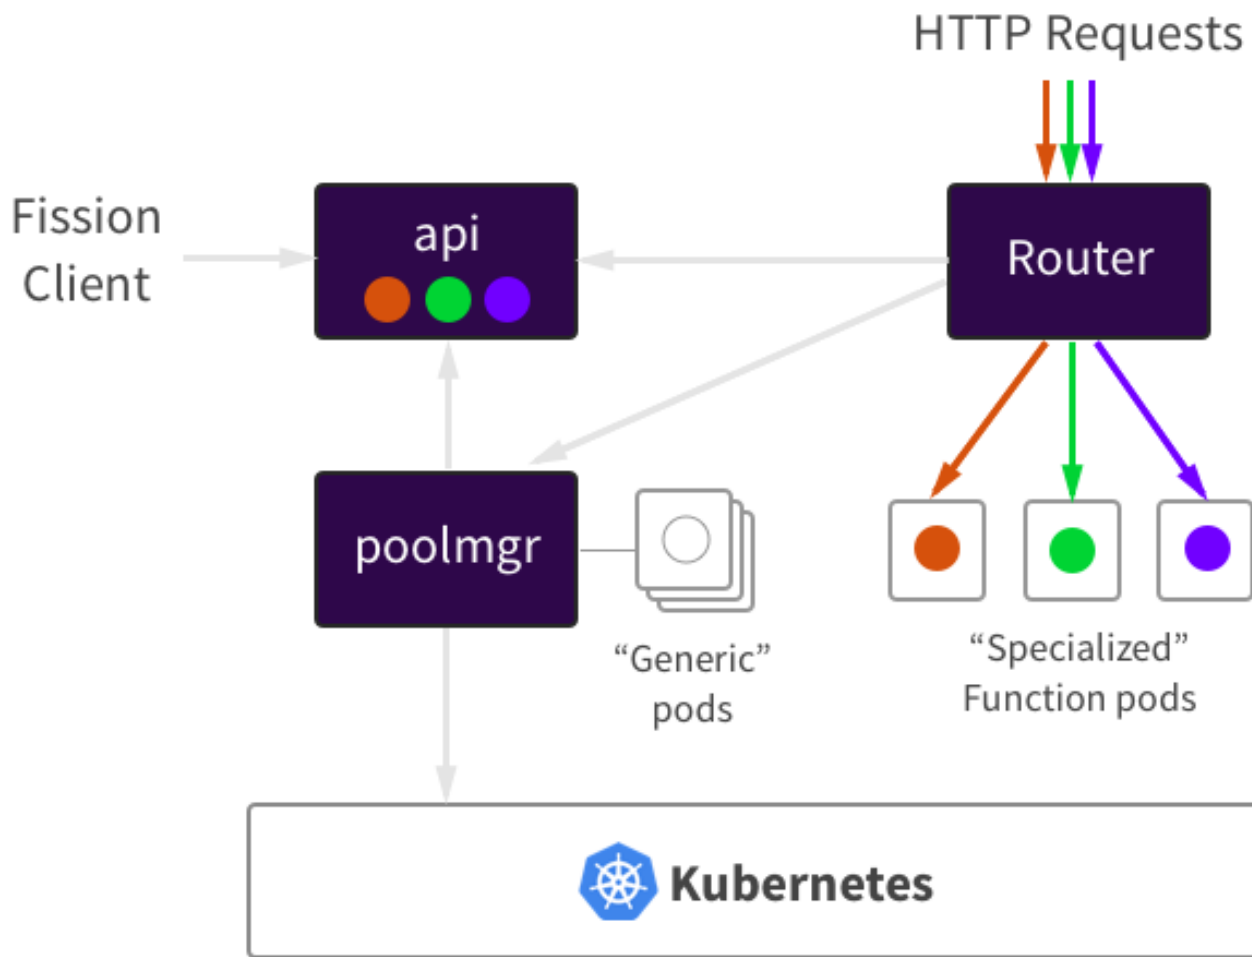 HTTP Requests
Fission
Client
api
Router
poolmgr
“Generic”
pods
“Specialized”
Function pods
Kubernetes